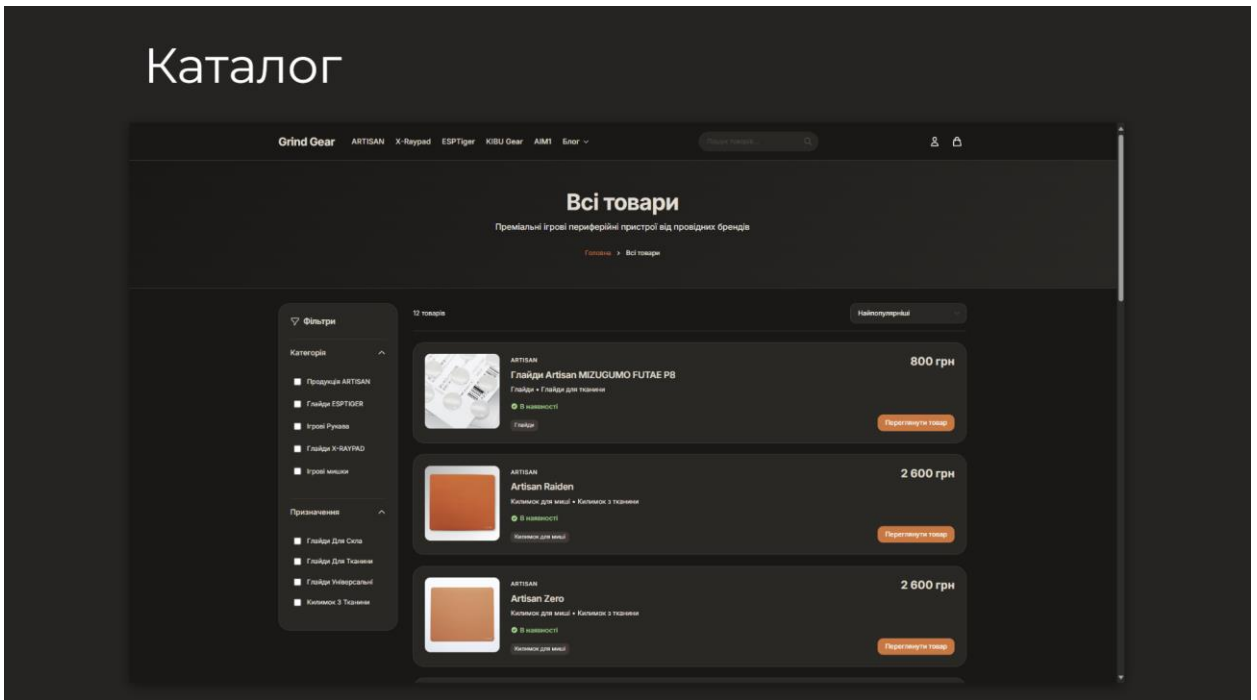 Каталог
Grind Gear ARTISAN X-Raypad ESPTiger KIBU Gear AIM1 Блог
Пошук товарів...
Всі товари
Преміальні ігрові периферійні пристрої від провідних брендів
Головна > Всі товари
Фільтри
Категорія
Продукція ARTISAN
Глайди ESPTIGER
Ігрові Рукава
Глайди X-RAYPAD
Ігрові мишки
Призначення
Глайди Для Скла
Глайди Для Тканини
Глайди Універсальні
Килимок З Тканини
12 товарів
Найпопулярніші
ARTISAN
Глайди Artisan MIZUGUMO FUTAE P8
Глайди • Глайди для тканини
В наявності
Глайди
800 грн
Переглянути товар
ARTISAN
Artisan Raiden
Килимок для миші • Килимок з тканини
В наявності
Килимок для миші
2 600 грн
Переглянути товар
ARTISAN
Artisan Zero
Килимок для миші • Килимок з тканини
В наявності
Килимок для миші
2 600 грн
Переглянути товар